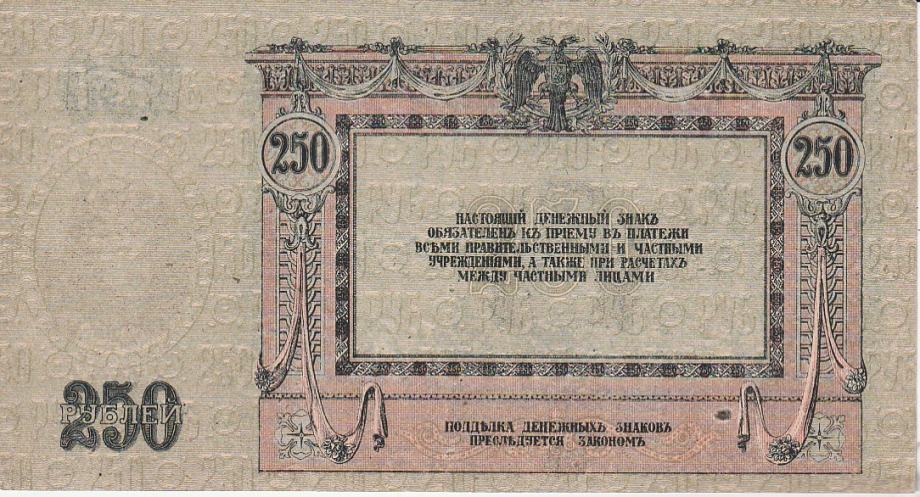 250
250
НАСТОЯЩІЙ ДЕНЕЖНЫЙ ЗНАКЪ
ОБЯЗАТЕЛЕНЪ КЪ ПРІЕМУ ВЪ ПЛАТЕЖИ
ВСѢМИ ПРАВИТЕЛЬСТВЕННЫМИ И ЧАСТНЫМИ
УЧРЕЖДЕНІЯМИ, А ТАКЖЕ ПРИ РАСЧЕТАХЪ
МЕЖДУ ЧАСТНЫМИ ЛИЦАМИ
250
РУБЛЕЙ
ПОДДѢЛКА ДЕНЕЖНЫХЪ ЗНАКОВЪ
ПРЕСЛѢДУЕТСЯ ЗАКОНОМЪ